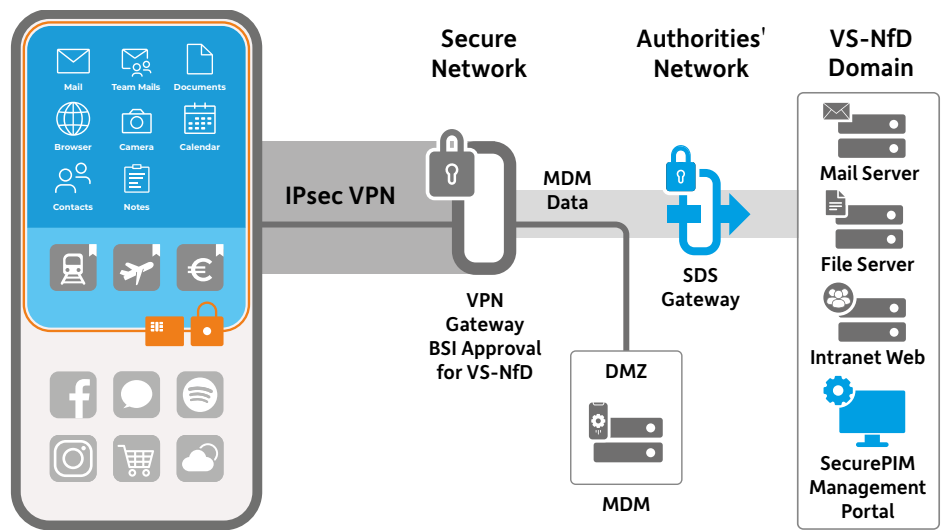 Mail
Team Mails
Documents
Browser
Camera
Calendar
Contacts
Notes
IPsec VPN
Secure
Network
VPN
Gateway
BSI Approval
for VS-NfD
MDM
Data
DMZ
MDM
Authorities'
Network
SDS
Gateway
VS-NfD
Domain
Mail Server
File Server
Intranet Web
SecurePIM
Management
Portal